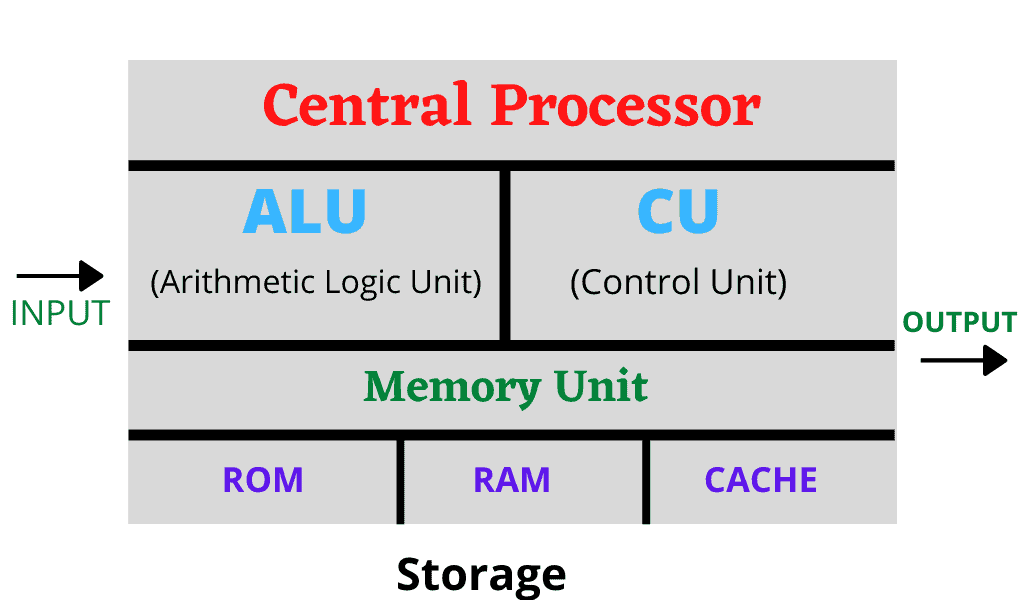 Central Processor
ALU
(Arithmetic Logic Unit)
CU
(Control Unit)
INPUT
OUTPUT
Memory Unit
ROM
RAM
CACHE
Storage